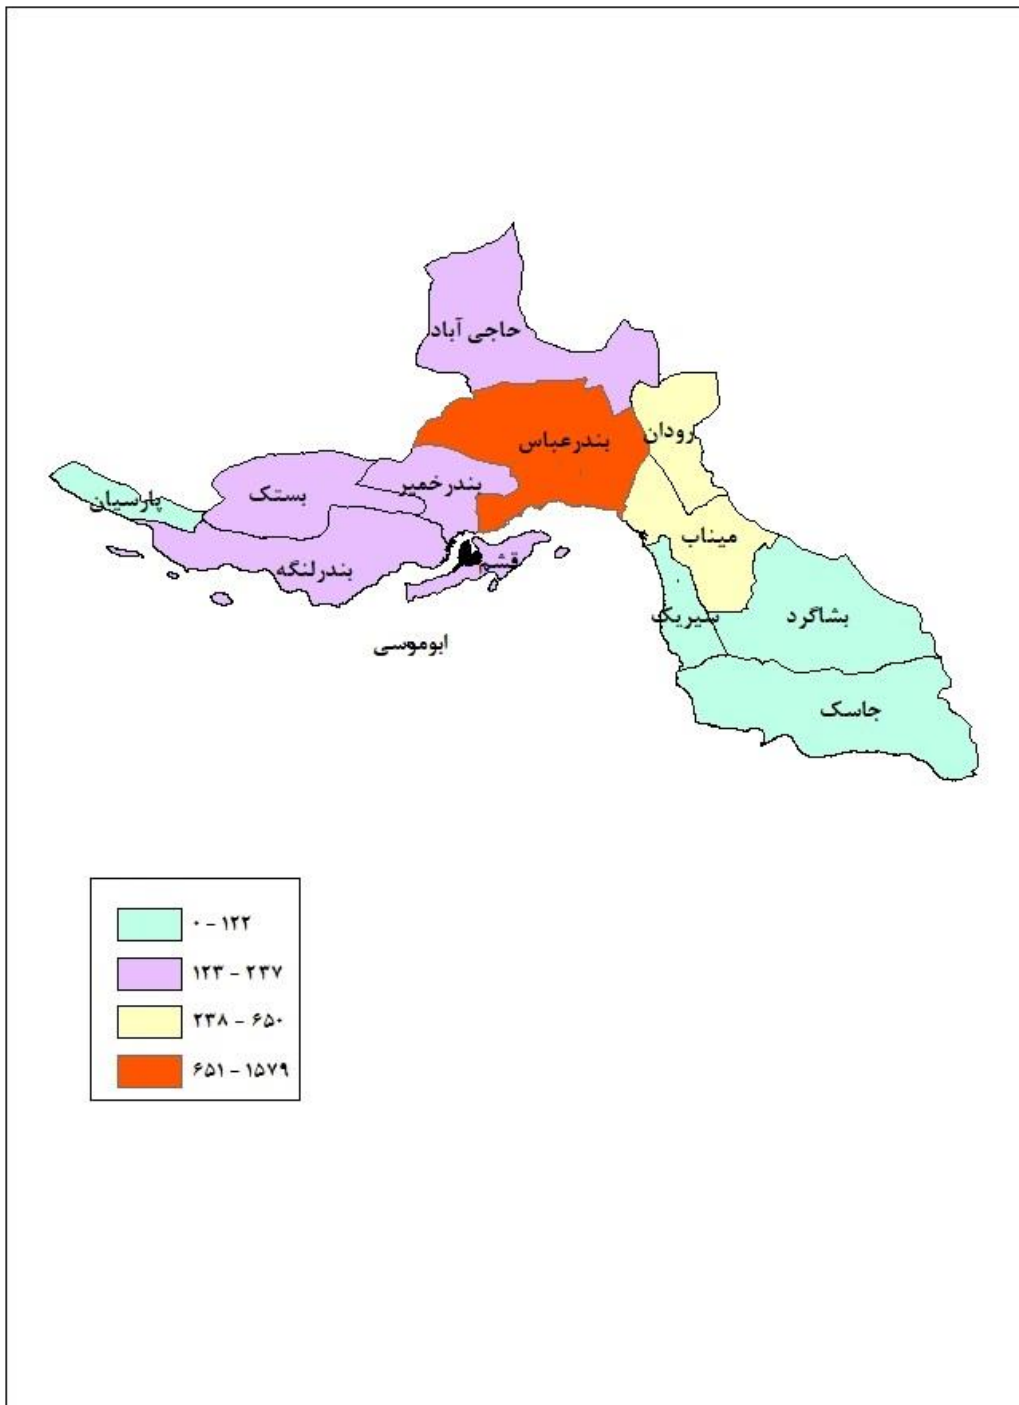 حاجی آباد
رودان
بندرعباس
بندرخمیر
بستک
پارسیان
میناب
قشم
بندرلنگه
سیریک
بشاگرد
ابوموسی
جاسک
۰ - ۱۲۲
۱۲۳ - ۲۳۷
۲۳۸ - ۶۵۰
۶۵۱ - ۱۵۷۹